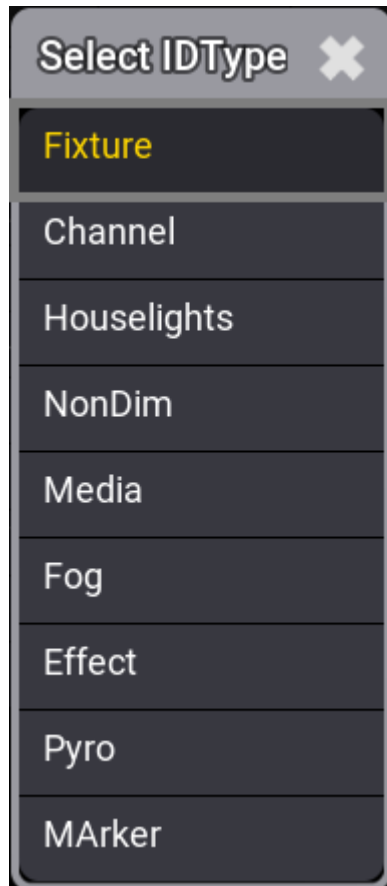 Select IDType
Fixture
Channel
Houselights
NonDim
Media
Fog
Effect
Pyro
MArker